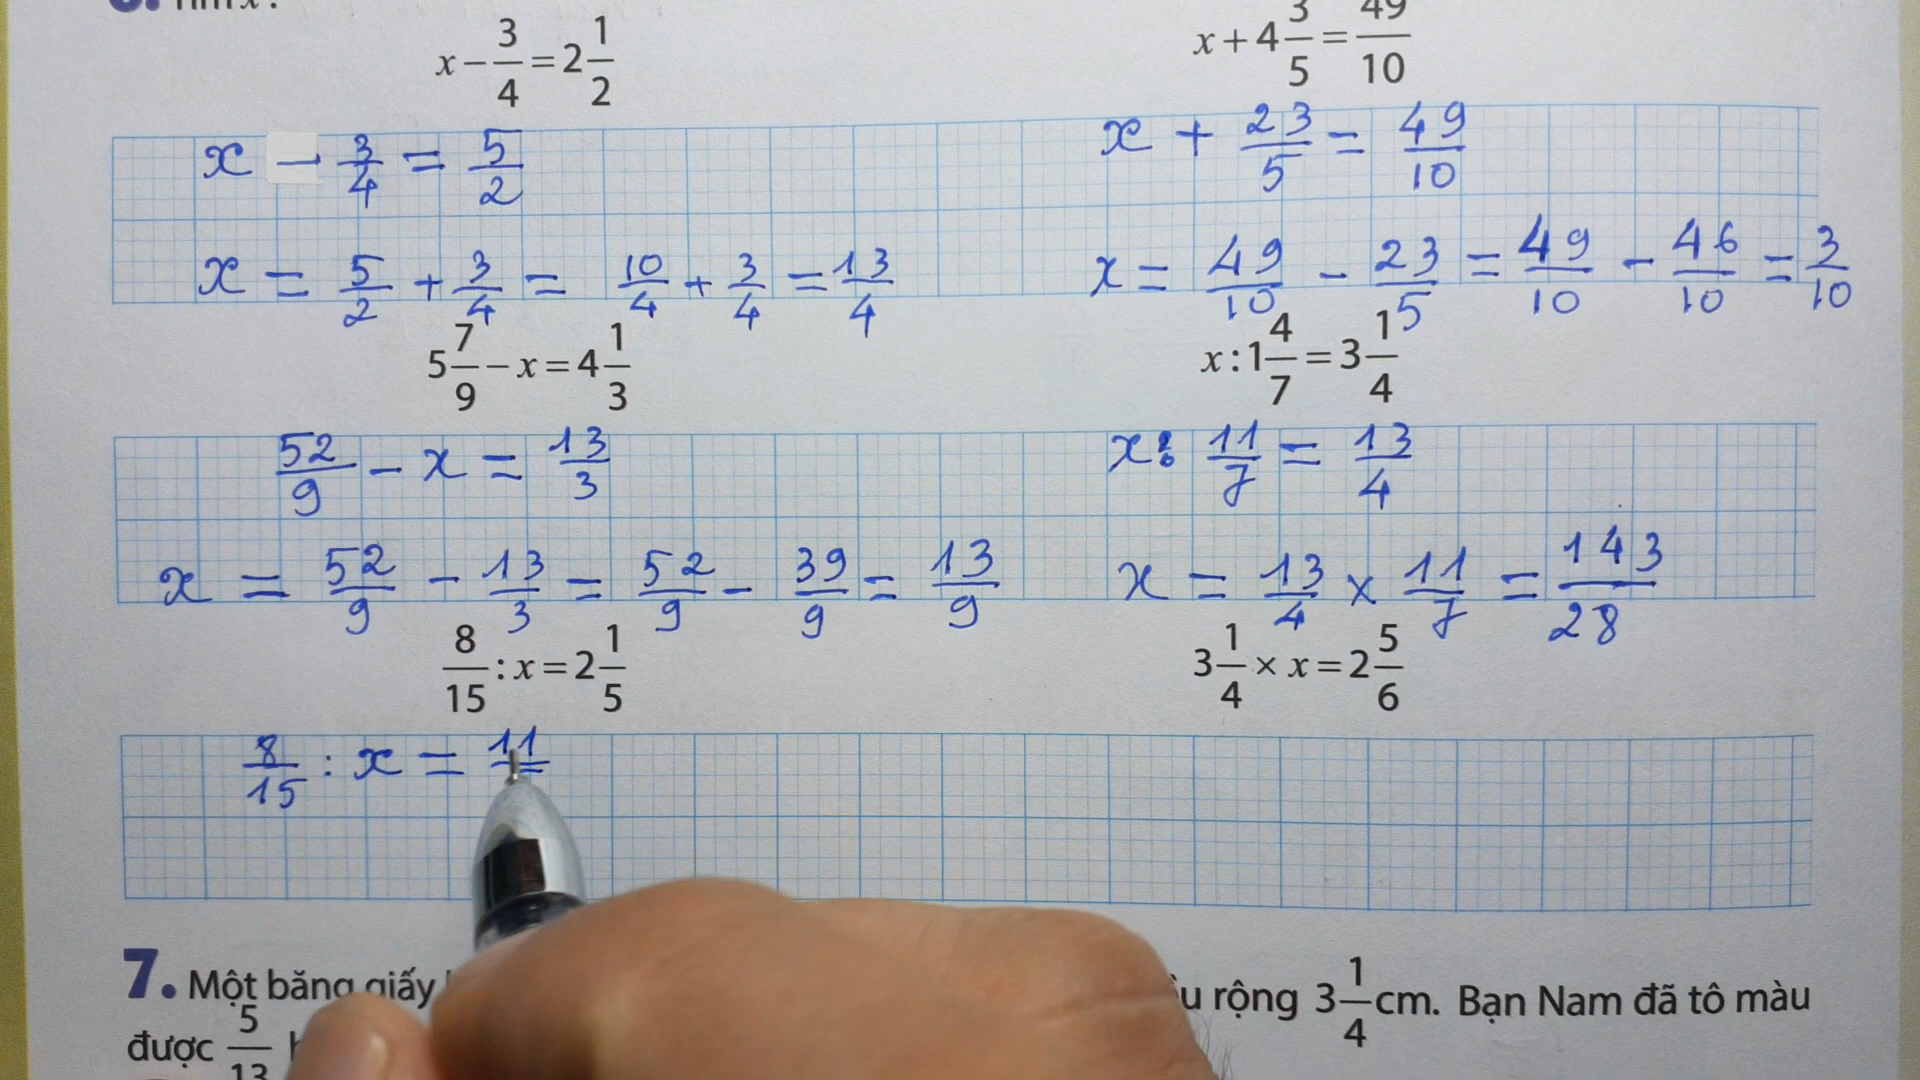 x − 3/4 = 2 1/2
x + 4 3/5 = 49/10
x − 3/4 = 5/2
x + 23/5 = 49/10
x = 5/2 + 3/4 = 10/4 + 3/4 = 13/4
x = 49/10 − 23/5 = 49/10 − 46/10 = 3/10
5 7/9 − x = 4 1/3
x : 1 4/7 = 3 1/4
52/9 − x = 13/3
x : 11/7 = 13/4
x = 52/9 − 13/3 = 52/9 − 39/9 = 13/9
x = 13/4 × 11/7 = 143/28
8/15 : x = 2 1/5
3 1/4 × x = 2 5/6
8/15 : x = 11
7. Một băng giấy rộng 3 1/4 cm. Bạn Nam đã tô màu
được 5/13